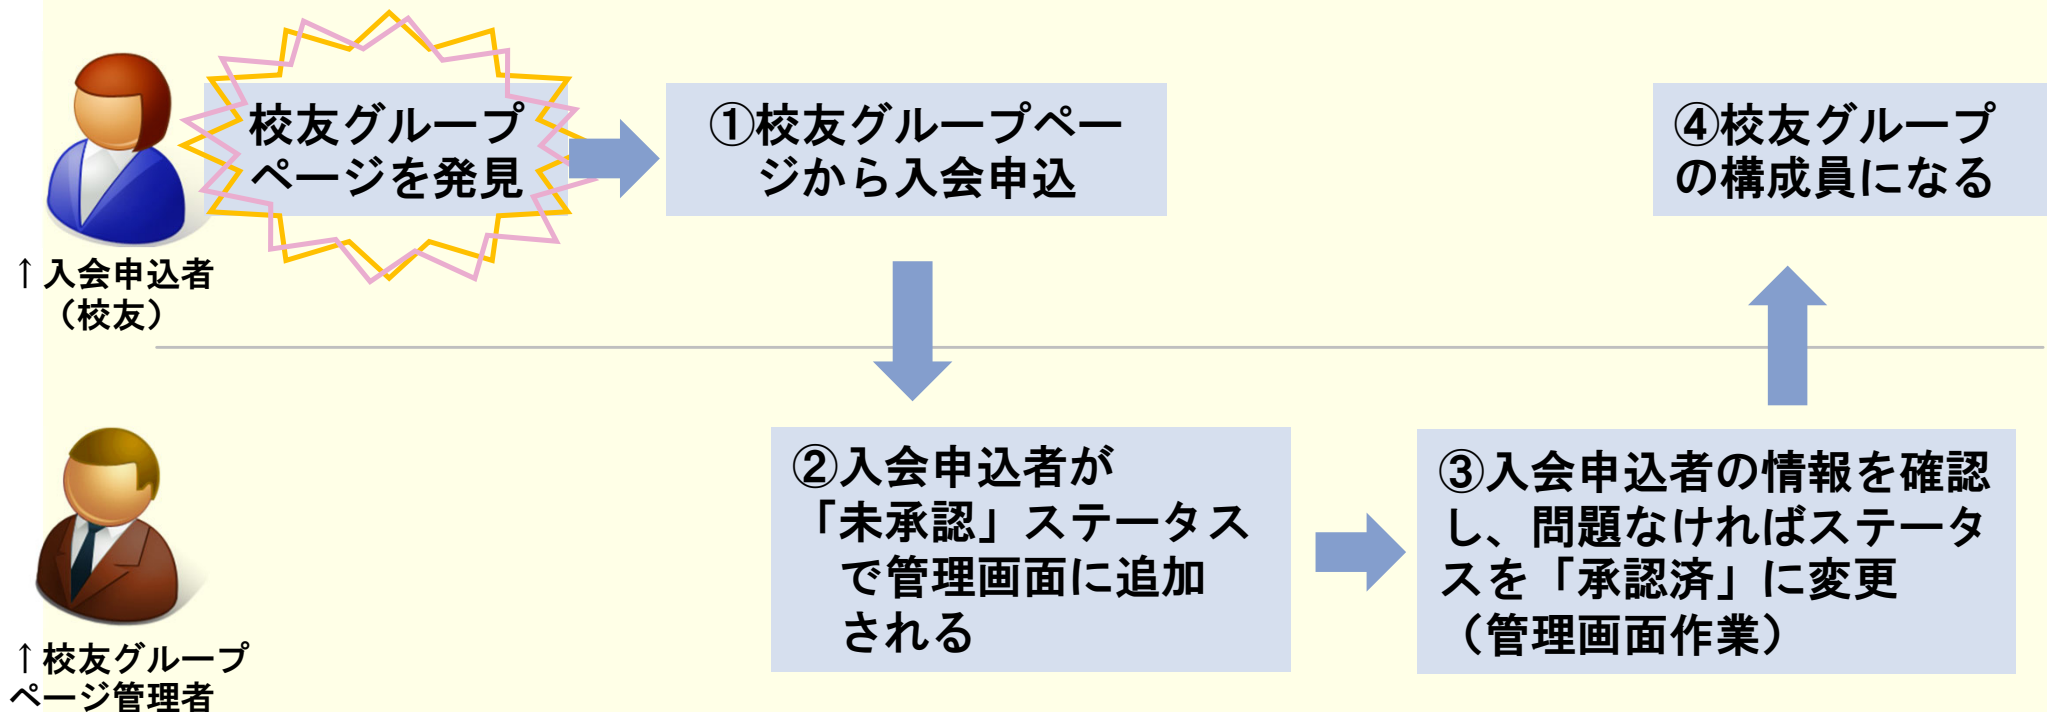 校友グループ
ページを発見
①校友グループペー
ジから入会申込
④校友グループ
の構成員になる
↑入会申込者
（校友）
②入会申込者が
「未承認」ステータス
で管理画面に追加
される
③入会申込者の情報を確認
し、問題なければステータ
スを「承認済」に変更
（管理画面作業）
↑校友グループ
ページ管理者